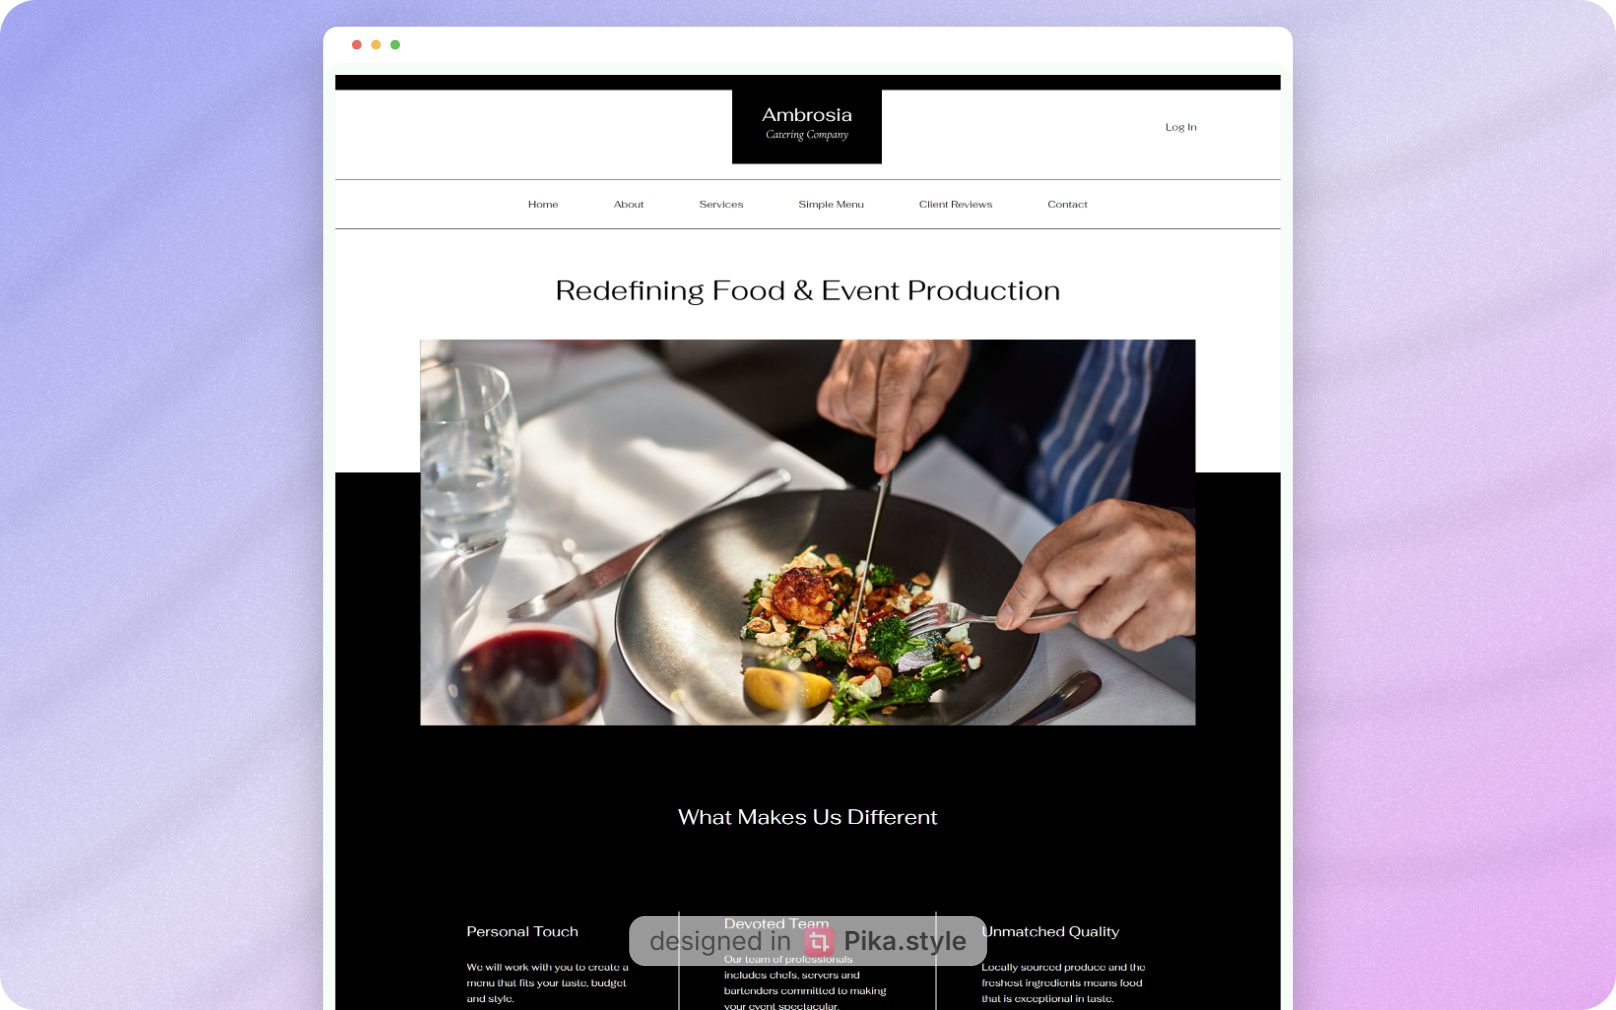 Ambrosia
Catering Company
Log In
Home About Services Simple Menu Client Reviews Contact
Redefining Food & Event Production
What Makes Us Different
Personal Touch
We will work with you to create a
menu that fits your taste, budget
and style.
Devoted Team
Our team of professionals
includes chefs, servers and
bartenders committed to making
your event spectacular.
Unmatched Quality
Locally sourced produce and the
freshest ingredients means food
that is exceptional in taste.
designed in Pika.style